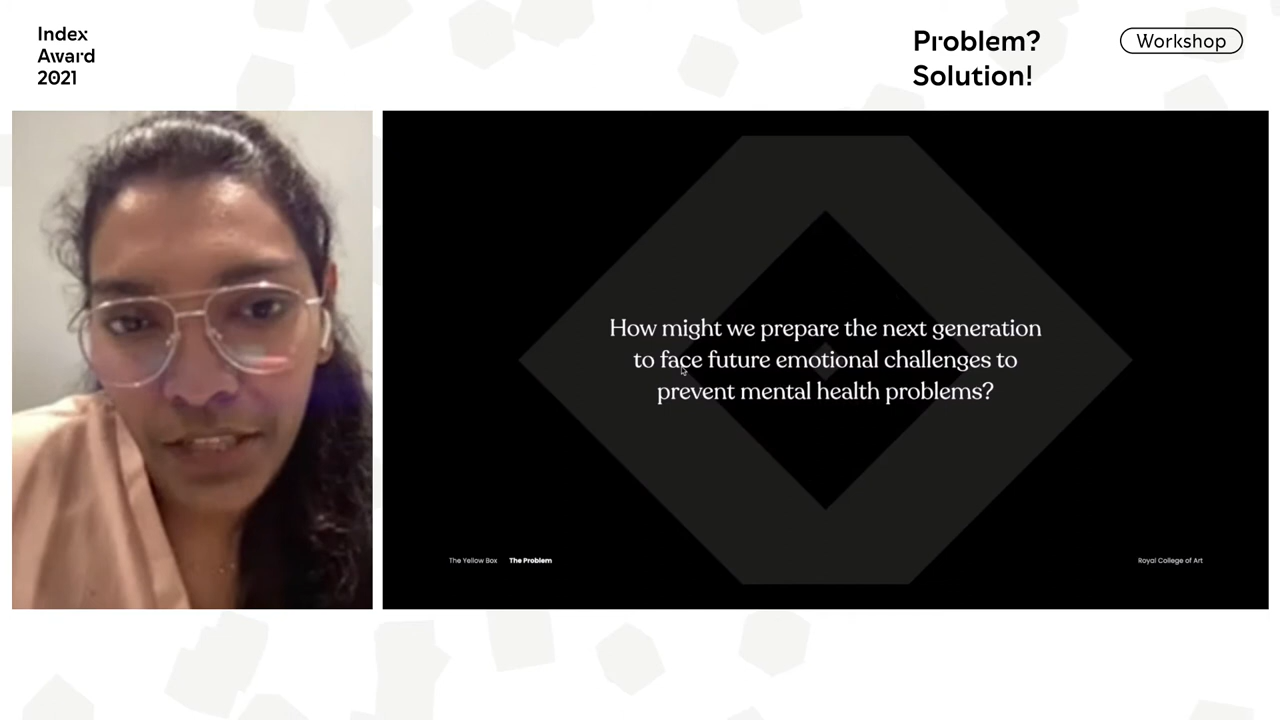 Index
Award
2021
Problem?
Solution!
Workshop
How might we prepare the next generation
to face future emotional challenges to
prevent mental health problems?
The Yellow Box The Problem
Royal College of Art